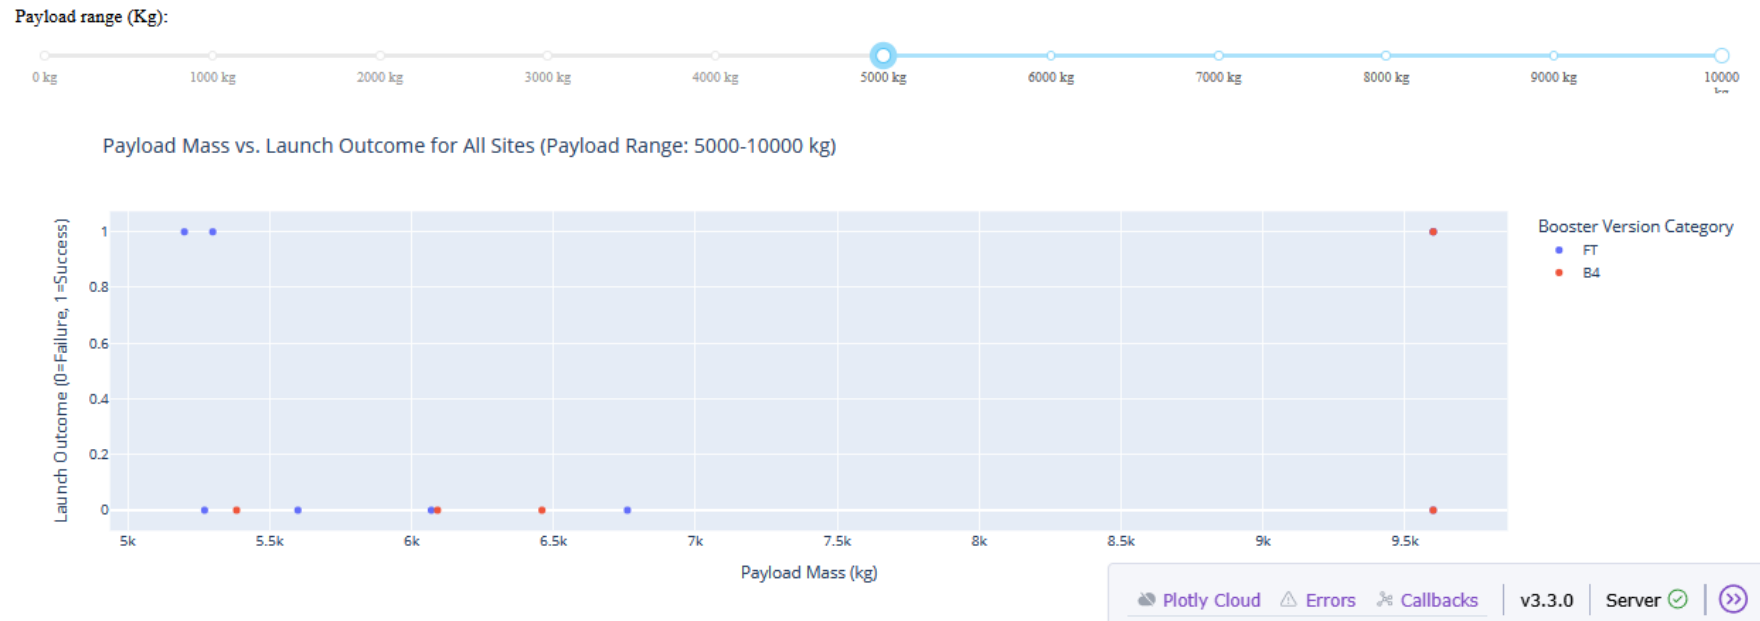 Payload range (Kg):
0 kg 1000 kg 2000 kg 3000 kg 4000 kg 5000 kg 6000 kg 7000 kg 8000 kg 9000 kg 10000
Payload Mass vs. Launch Outcome for All Sites (Payload Range: 5000-10000 kg)
Launch Outcome (0=Failure, 1=Success)
1
0.8
0.6
0.4
0.2
0
5k 5.5k 6k 6.5k 7k 7.5k 8k 8.5k 9k 9.5k
Payload Mass (kg)
Booster Version Category
FT
B4
Plotly Cloud Errors Callbacks v3.3.0 Server